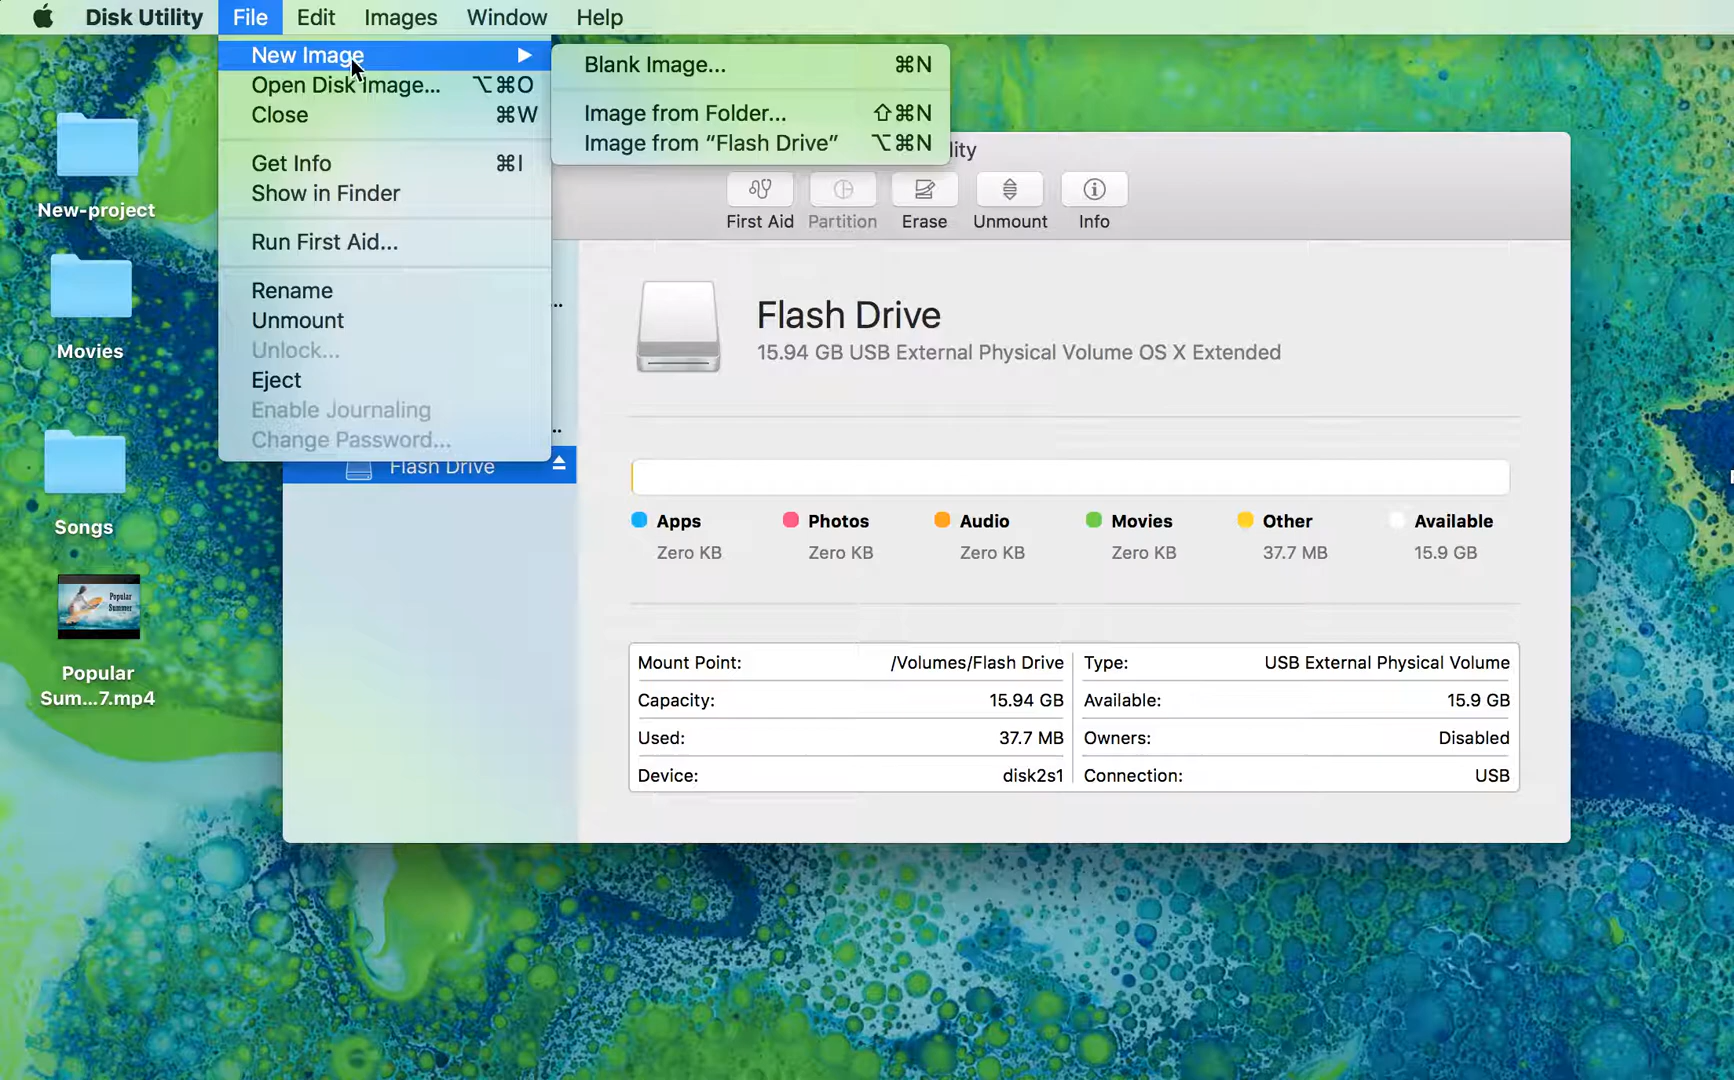 Disk Utility File Edit Images Window Help
New Image
Open Disk Image... ⌥⌘O
Close ⌘W
Get Info ⌘I
Show in Finder
Run First Aid...
Rename
Unmount
Unlock...
Eject
Enable Journaling
Change Password...
Blank Image... ⌘N
Image from Folder... ⇧⌘N
Image from “Flash Drive” ⌥⌘N
lity
First Aid Partition Erase Unmount Info
Flash Drive
Flash Drive
15.94 GB USB External Physical Volume OS X Extended
Apps Photos Audio Movies Other Available
Zero KB Zero KB Zero KB Zero KB 37.7 MB 15.9 GB
Mount Point: /Volumes/Flash Drive Type: USB External Physical Volume
Capacity: 15.94 GB Available: 15.9 GB
Used: 37.7 MB Owners: Disabled
Device: disk2s1 Connection: USB
New-project
Movies
Songs
Popular
Summer
Popular
Sum...7.mp4